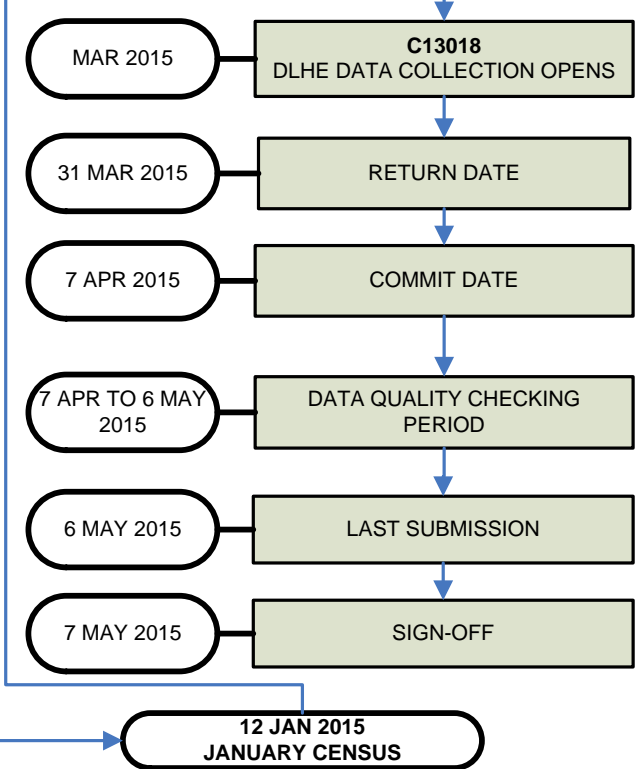 MAR 2015
C13018
DLHE DATA COLLECTION OPENS
31 MAR 2015
RETURN DATE
7 APR 2015
COMMIT DATE
7 APR TO 6 MAY
2015
DATA QUALITY CHECKING
PERIOD
6 MAY 2015
LAST SUBMISSION
7 MAY 2015
SIGN-OFF
12 JAN 2015
JANUARY CENSUS